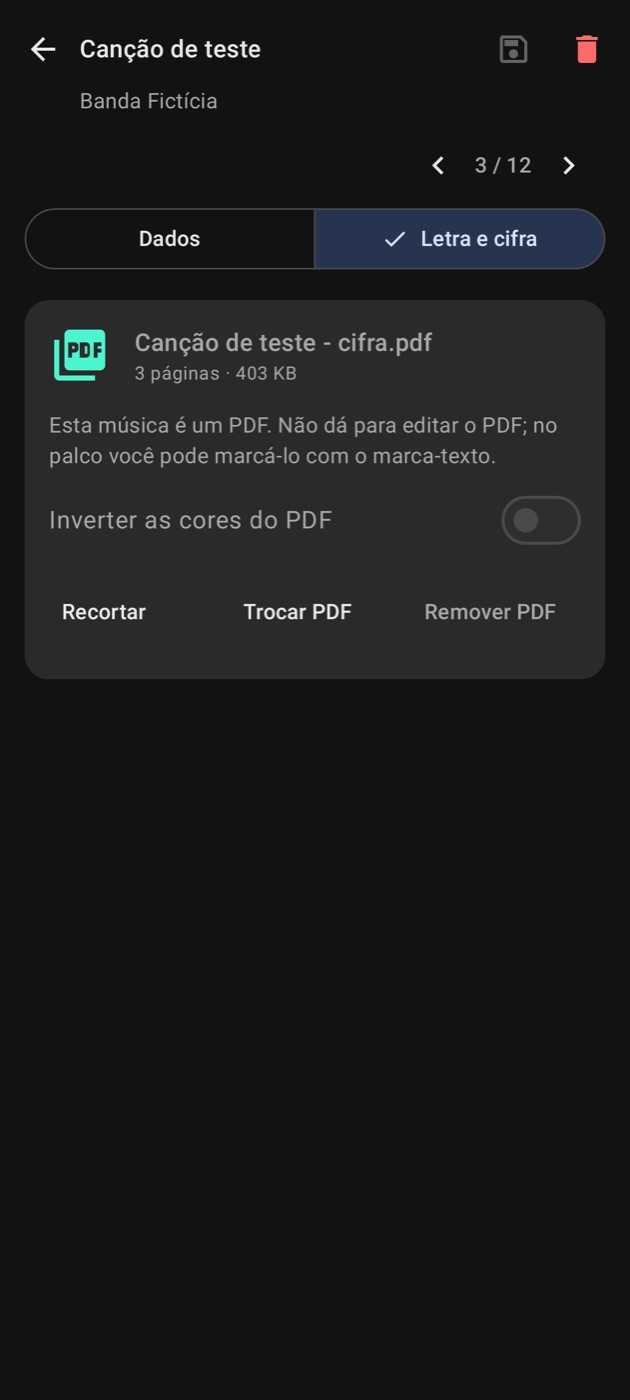 Canção de teste
Banda Fictícia
3 / 12
Dados
Letra e cifra
PDF
Canção de teste - cifra.pdf
3 páginas · 403 KB
Esta música é um PDF. Não dá para editar o PDF; no
palco você pode marcá-lo com o marca-texto.
Inverter as cores do PDF
Recortar
Trocar PDF
Remover PDF